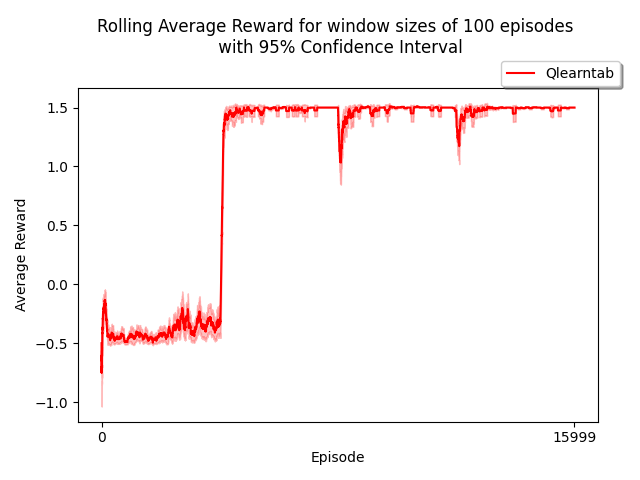 Rolling Average Reward for window sizes of 100 episodes
with 95% Confidence Interval
Qlearntab
1.5
1.0
0.5
0.0
−0.5
−1.0
Average Reward
0
15999
Episode